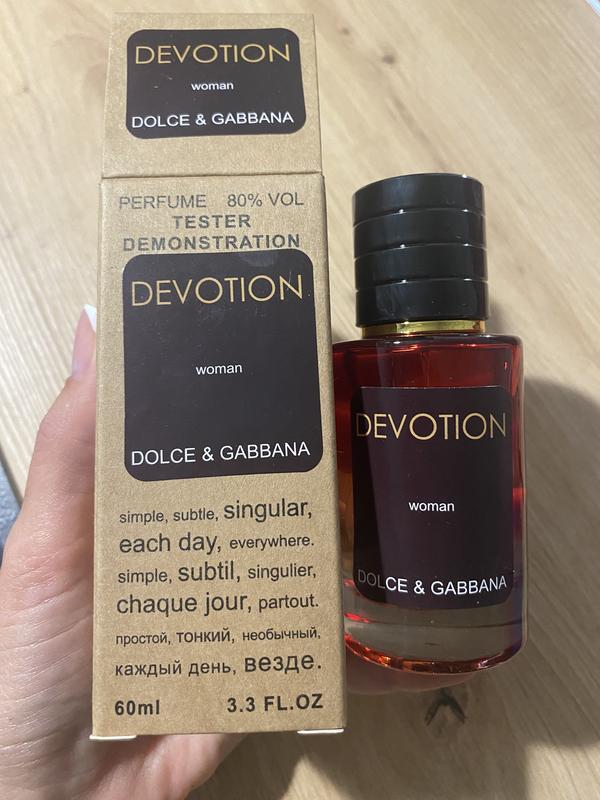 DEVOTION
woman
DOLCE & GABBANA
PERFUME 80% VOL
TESTER
DEMONSTRATION
DEVOTION
woman
DOLCE & GABBANA
simple, subtle, singular,
each day, everywhere.
simple, subtil, singulier,
chaque jour, partout.
простой, тонкий, необычный,
каждый день, везде.
60ml 3.3 FL.OZ
DEVOTION
woman
DOLCE & GABBANA